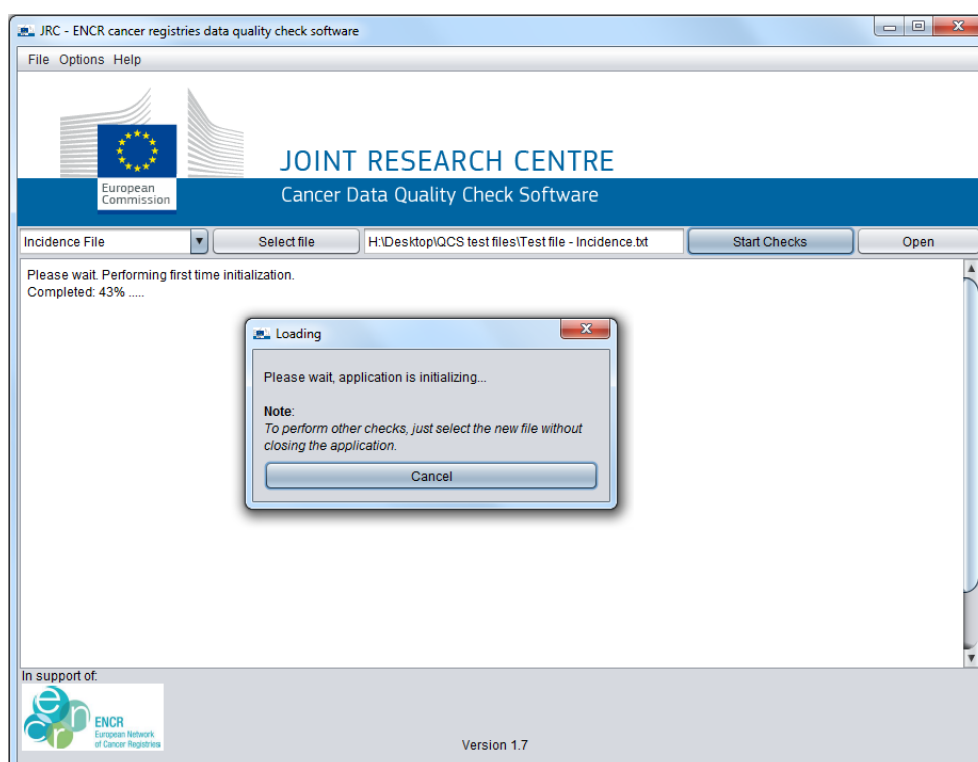 JRC - ENCR cancer registries data quality check software
File Options Help
European
Commission
JOINT RESEARCH CENTRE
Cancer Data Quality Check Software
Incidence File Select file H:\Desktop\QCS test files\Test file - Incidence.txt Start Checks Open
Please wait. Performing first time initialization.
Completed: 43% .....
Loading
Please wait, application is initializing...
Note:
To perform other checks, just select the new file without
closing the application.
Cancel
In support of:
encr
ENCR
European Network
of Cancer Registries
Version 1.7